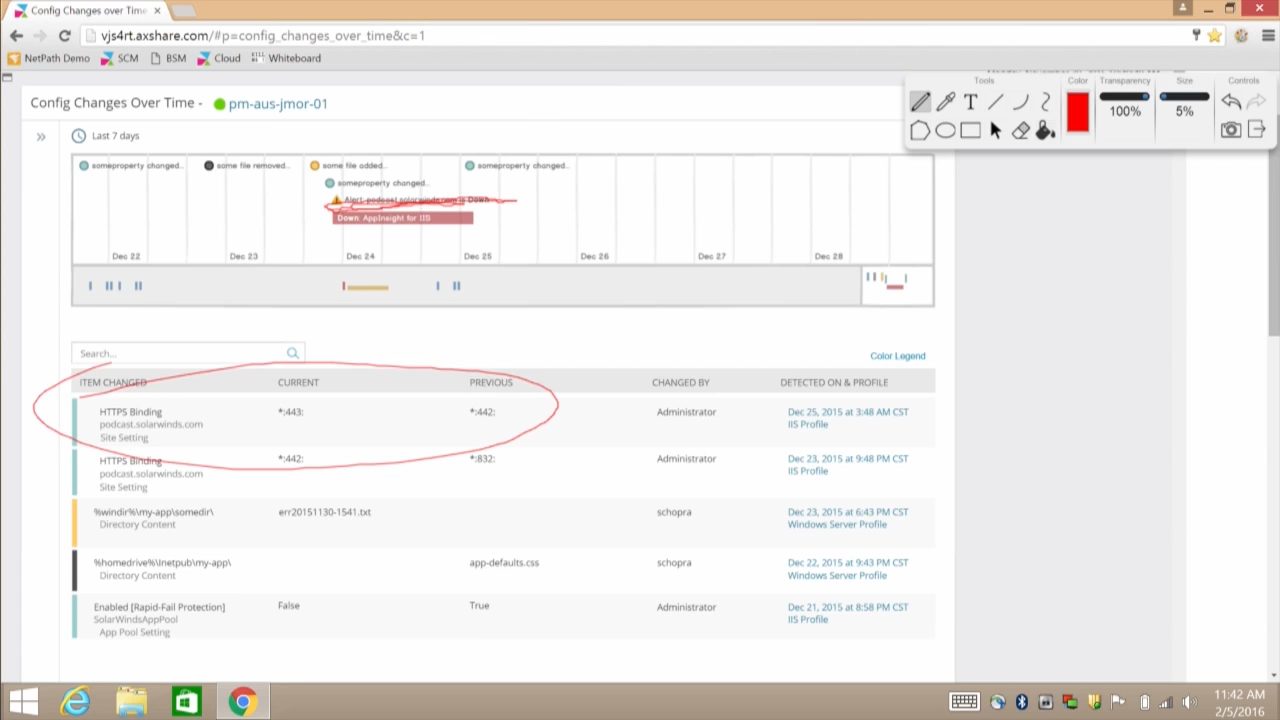 Config Changes over Time
vjs4rt.axshare.com/#p=config_changes_over_time&c=1
NetPath Demo SCM BSM Cloud Whiteboard
Tools Color Transparency Size Controls
100% 5%
Config Changes Over Time - pm-aus-jmor-01
» Last 7 days
someproperty changed.. some file removed.. some file added.. someproperty changed..
someproperty changed..
Alert: podcast.solarwinds.com is Down
Down: AppInsight for IIS
Dec 22 Dec 23 Dec 24 Dec 25 Dec 26 Dec 27 Dec 28
Search...
Color Legend
ITEM CHANGED CURRENT PREVIOUS CHANGED BY DETECTED ON & PROFILE
HTTPS Binding *:443: *:442: Administrator Dec 25, 2015 at 3:48 AM CST
podcast.solarwinds.com IIS Profile
Site Setting
HTTPS Binding *:442: *:832: Administrator Dec 23, 2015 at 9:48 PM CST
podcast.solarwinds.com IIS Profile
Site Setting
%windir%\my-app\somedir\ err20151130-1541.txt schopra Dec 23, 2015 at 6:43 PM CST
Directory Content Windows Server Profile
%homedrive%\Inetpub\my-app\ app-defaults.css schopra Dec 22, 2015 at 9:43 PM CST
Directory Content Windows Server Profile
Enabled [Rapid-Fail Protection] False True Administrator Dec 21, 2015 at 8:58 PM CST
SolarWindsAppPool IIS Profile
App Pool Setting
11:42 AM
2/5/2016